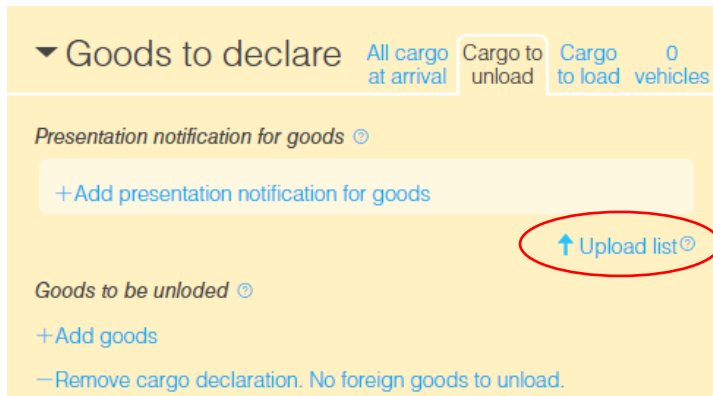 Goods to declare
All cargo at arrival
Cargo to unload
Cargo to load
0 vehicles
Presentation notification for goods
+Add presentation notification for goods
Upload list
Goods to be unloded
+Add goods
—Remove cargo declaration. No foreign goods to unload.